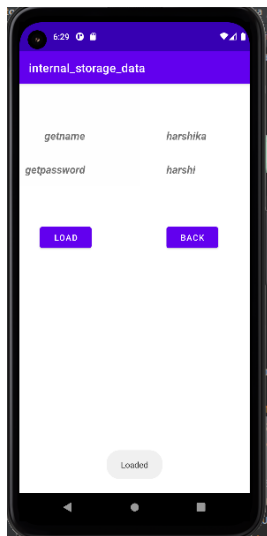 6:29
internal_storage_data
getname harshika
getpassword harshi
LOAD BACK
Loaded